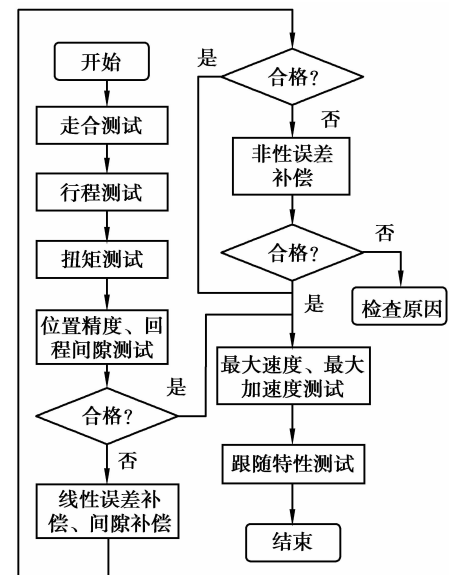 开始
走合测试
行程测试
扭矩测试
位置精度、回
程间隙测试
合格?
是
否
线性误差补
偿、间隙补偿
合格?
是
否
非性误差
补偿
合格?
否
检查原因
是
最大速度、最大
加速度测试
跟随特性测试
结束